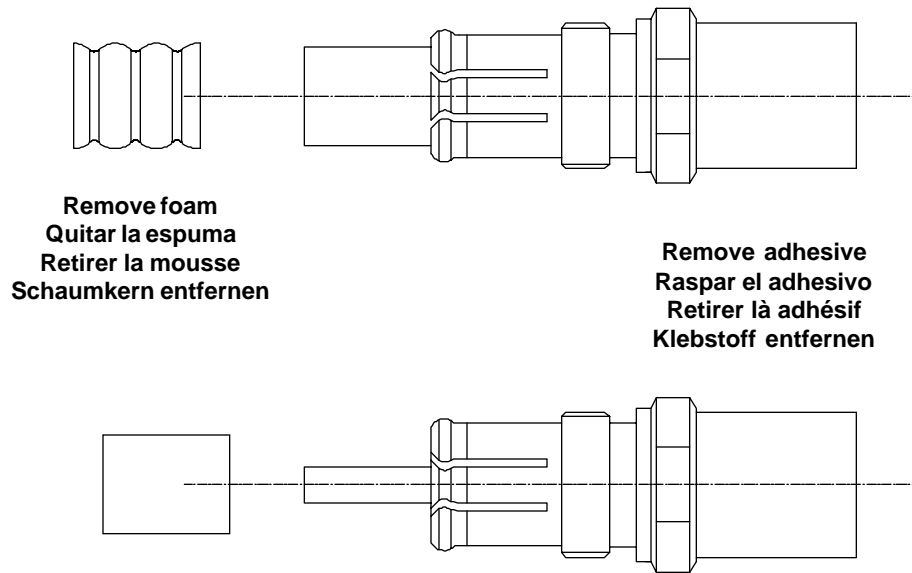 Remove foam
Quitar la espuma
Retirer la mousse
Schaumkern entfernen
Remove adhesive
Raspar el adhesivo
Retirer là adhésif
Klebstoff entfernen